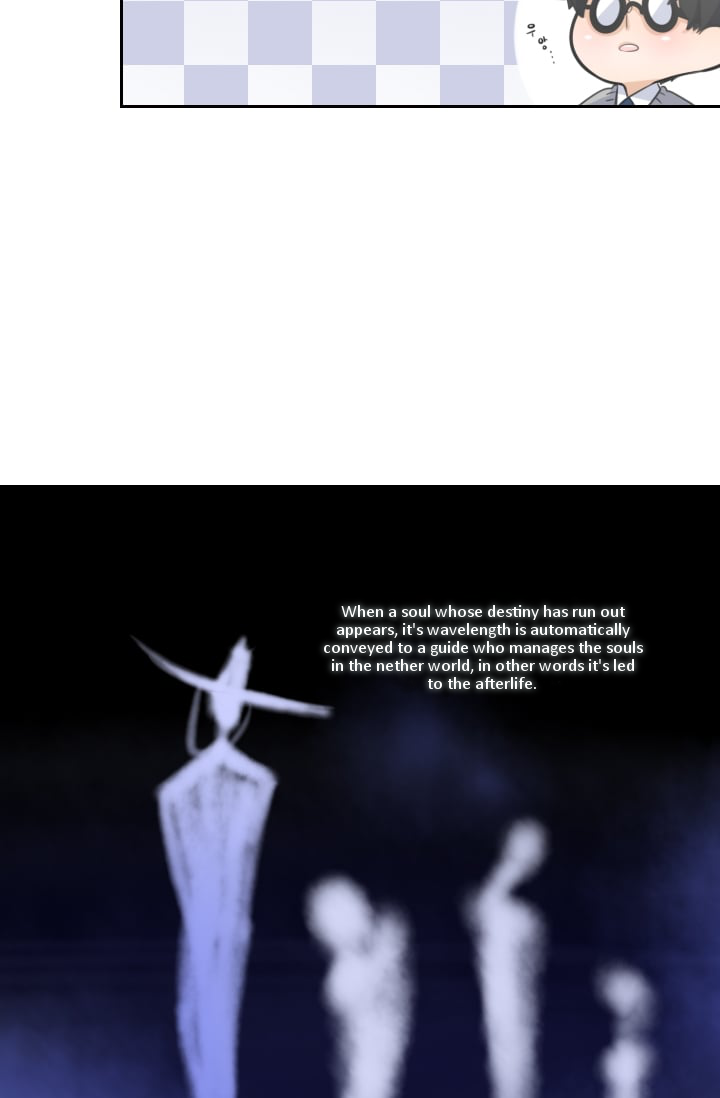 우헝...
When a soul whose destiny has run out
appears, it's wavelength is automatically
conveyed to a guide who manages the souls
in the nether world, in other words it's led
to the afterlife.